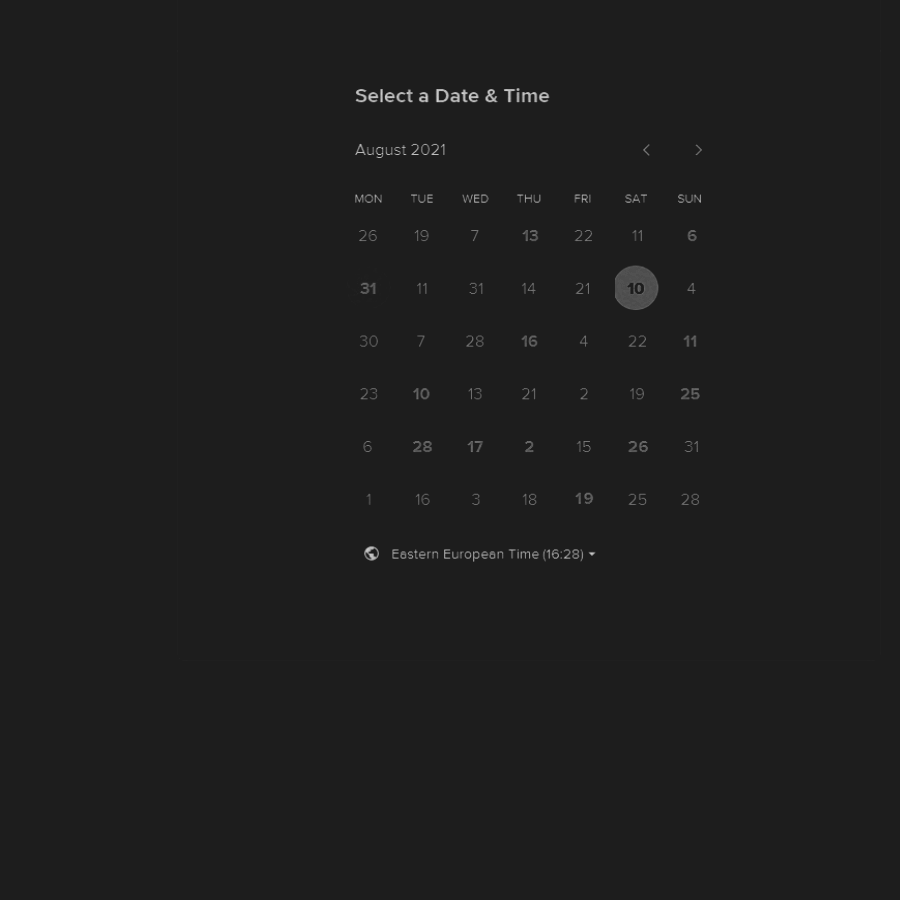 Select a Date & Time
August 2021
MON TUE WED THU FRI SAT SUN
26 19 7 13 22 11 6
31 11 31 14 21 10 4
30 7 28 16 4 22 11
23 10 13 21 2 19 25
6 28 17 2 15 26 31
1 16 3 18 19 25 28
Eastern European Time (16:28)